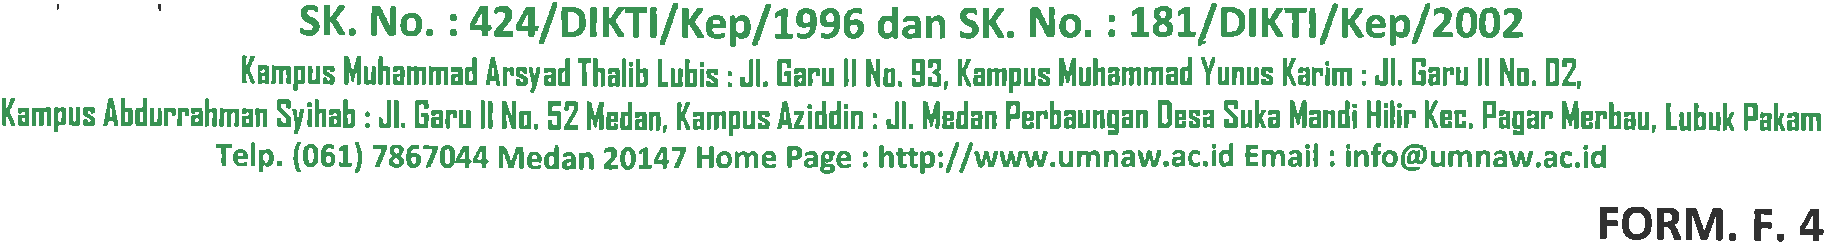 SK. No. : 424/DIKTI/Kep/1996 dan SK. No. : 181/DIKTI/Kep/2002
Kampus Muhammad Arsyad Thalib Lubis : Jl. Garu II No. 93, Kampus Muhammad Yunus Karim : Jl. Garu II No. 02,
Kampus Abdurrahman Syihab : Jl. Garu II No. 52 Medan, Kampus Aziddin : Jl. Medan Perbaungan Desa Suka Mandi Hilir Kec. Pagar Merbau, Lubuk Pakam
Telp. (061) 7867044 Medan 20147 Home Page : http://www.umnaw.ac.id Email : info@umnaw.ac.id
FORM. F. 4